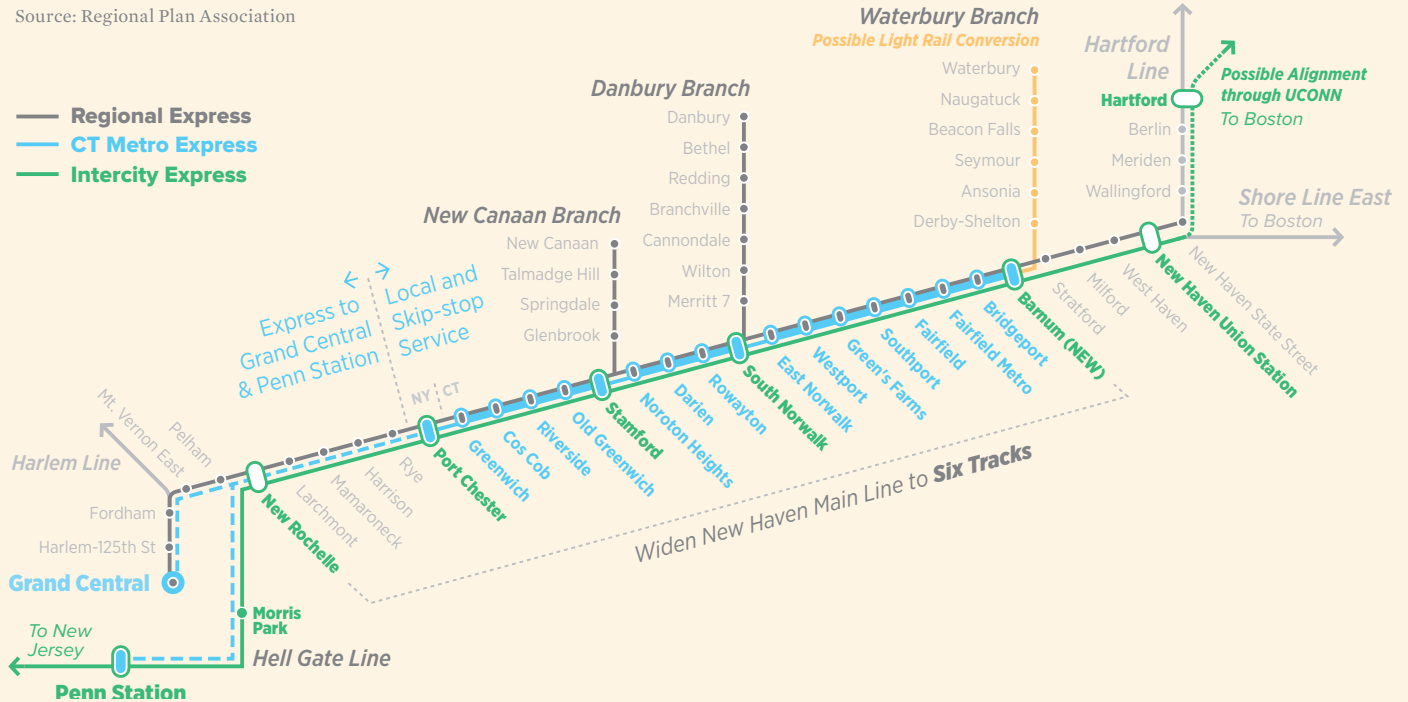 Source: Regional Plan Association
Regional Express
CT Metro Express
Intercity Express
Waterbury Branch
Possible Light Rail Conversion
Waterbury
Naugatuck
Beacon Falls
Seymour
Ansonia
Derby-Shelton
Hartford
Line
Hartford
Berlin
Meriden
Wallingford
Possible Alignment
through UCONN
To Boston
Shore Line East
To Boston
Danbury Branch
Danbury
Bethel
Redding
Branchville
Cannondale
Wilton
Merritt 7
New Canaan Branch
New Canaan
Talmadge Hill
Springdale
Glenbrook
Express to
Grand Central
& Penn Station
Local and
Skip-stop
Service
NY
CT
Harlem Line
Mt. Vernon East
Pelham
Fordham
Harlem-125th St
Grand Central
New Rochelle
Larchmont
Mamaroneck
Harrison
Rye
Port Chester
Greenwich
Cos Cob
Riverside
Old Greenwich
Stamford
Noroton Heights
Darien
Rowayton
South Norwalk
East Norwalk
Westport
Green's Farms
Southport
Fairfield
Fairfield Metro
Bridgeport
Barnum (NEW)
Stratford
Milford
West Haven
New Haven Union Station
New Haven State Street
Widen New Haven Main Line to Six Tracks
Morris
Park
To New
Jersey
Hell Gate Line
Penn Station